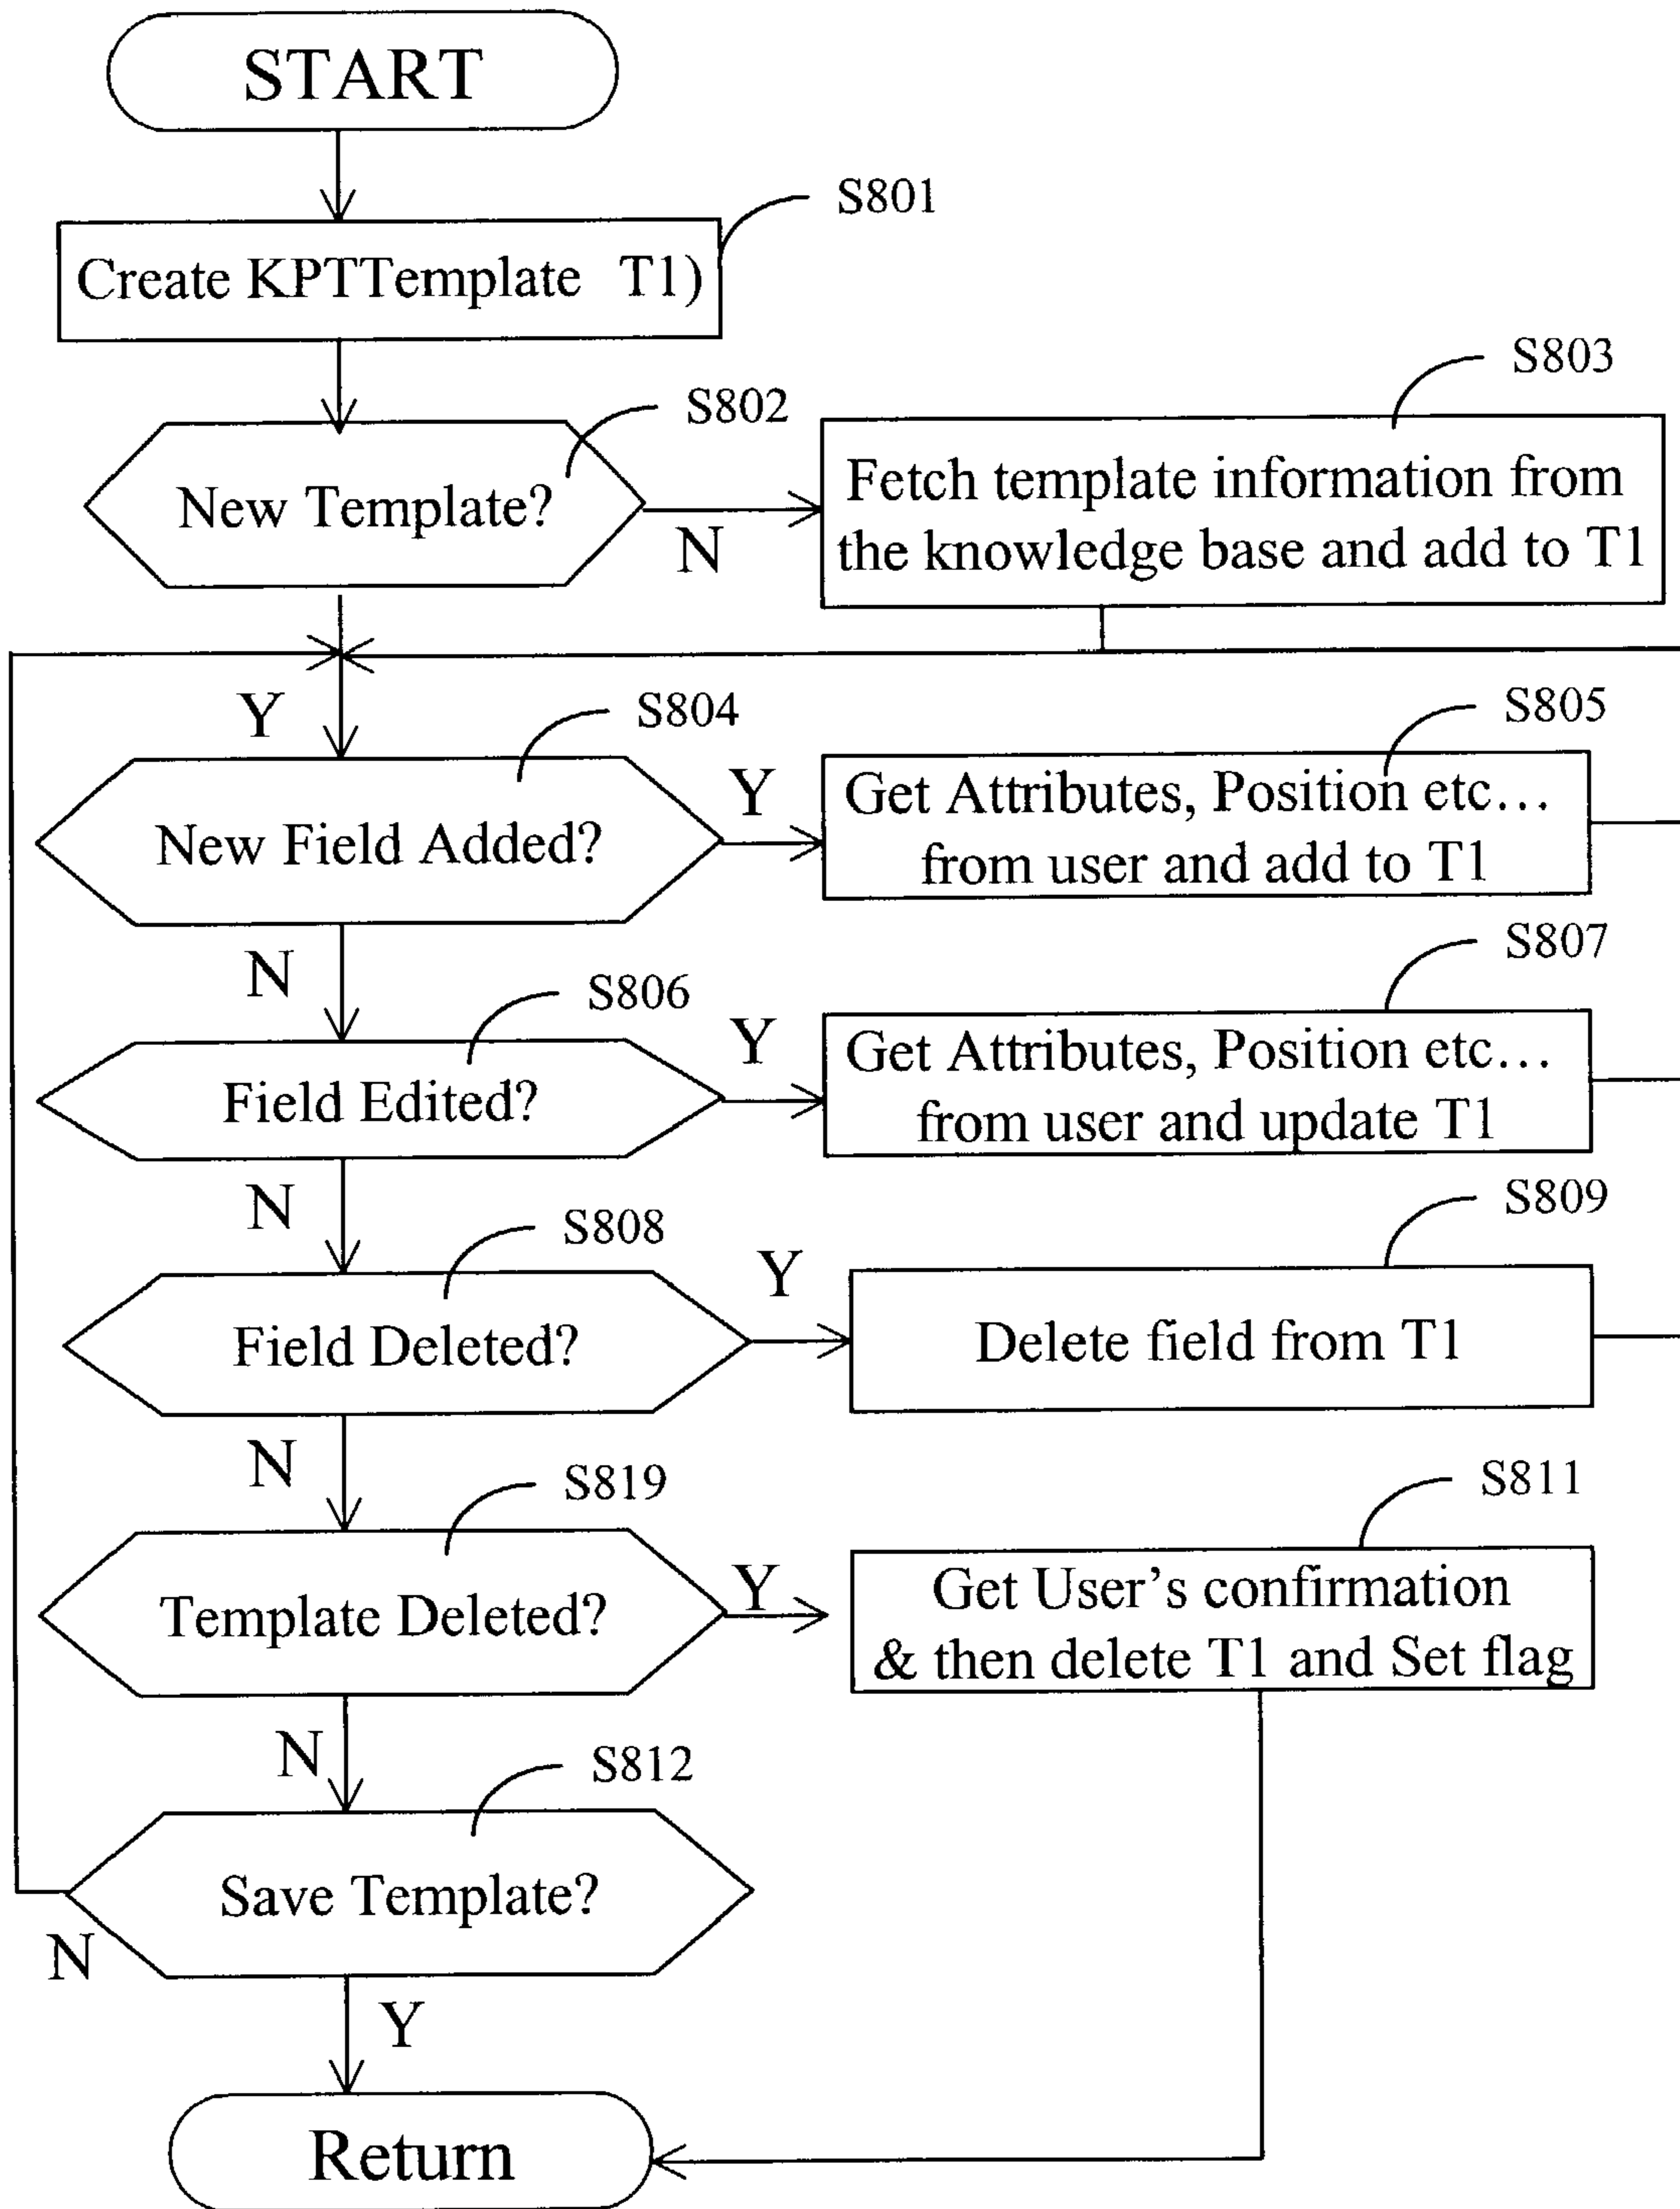 START
S801
Create KPTTemplate T1)
S802
New Template?
N
S803
Fetch template information from
the knowledge base and add to T1
Y
S804
New Field Added?
Y
S805
Get Attributes, Position etc...
from user and add to T1
N
S806
Field Edited?
Y
S807
Get Attributes, Position etc...
from user and update T1
N
S808
Field Deleted?
Y
S809
Delete field from T1
N
S819
Template Deleted?
Y
S811
Get User's confirmation
& then delete T1 and Set flag
N
S812
Save Template?
N
Y
Return